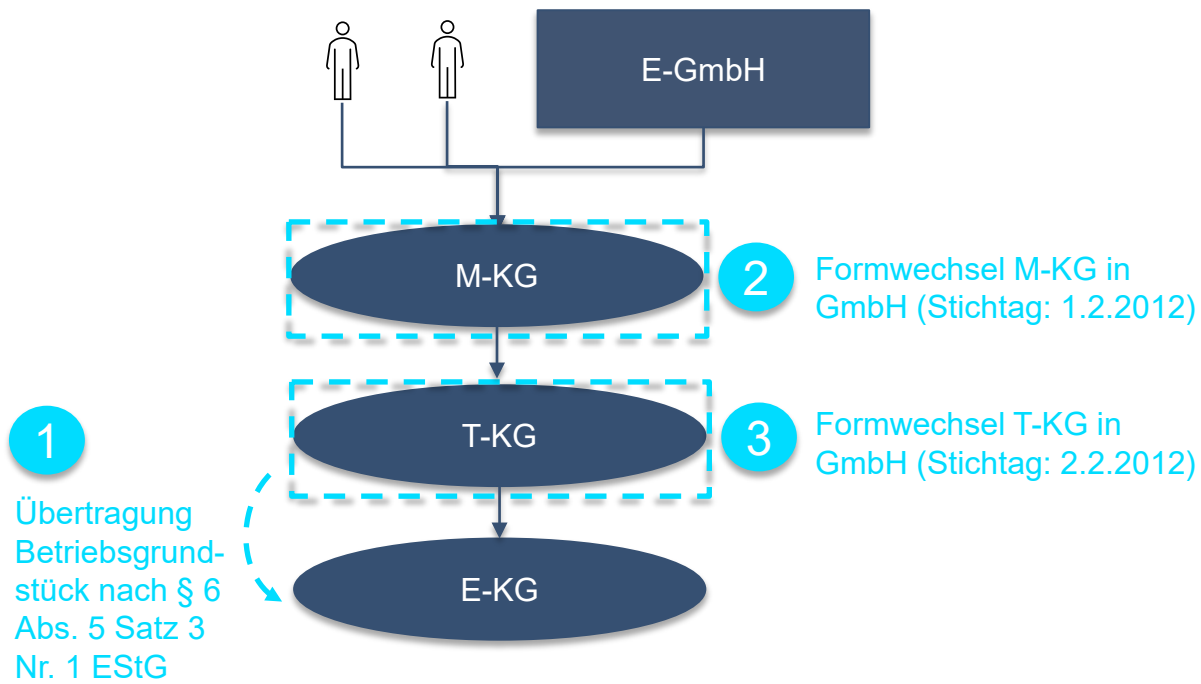 E-GmbH
M-KG
2
Formwechsel M-KG in
GmbH (Stichtag: 1.2.2012)
T-KG
3
Formwechsel T-KG in
GmbH (Stichtag: 2.2.2012)
1
Übertragung
Betriebsgrund-
stück nach § 6
Abs. 5 Satz 3
Nr. 1 EStG
E-KG